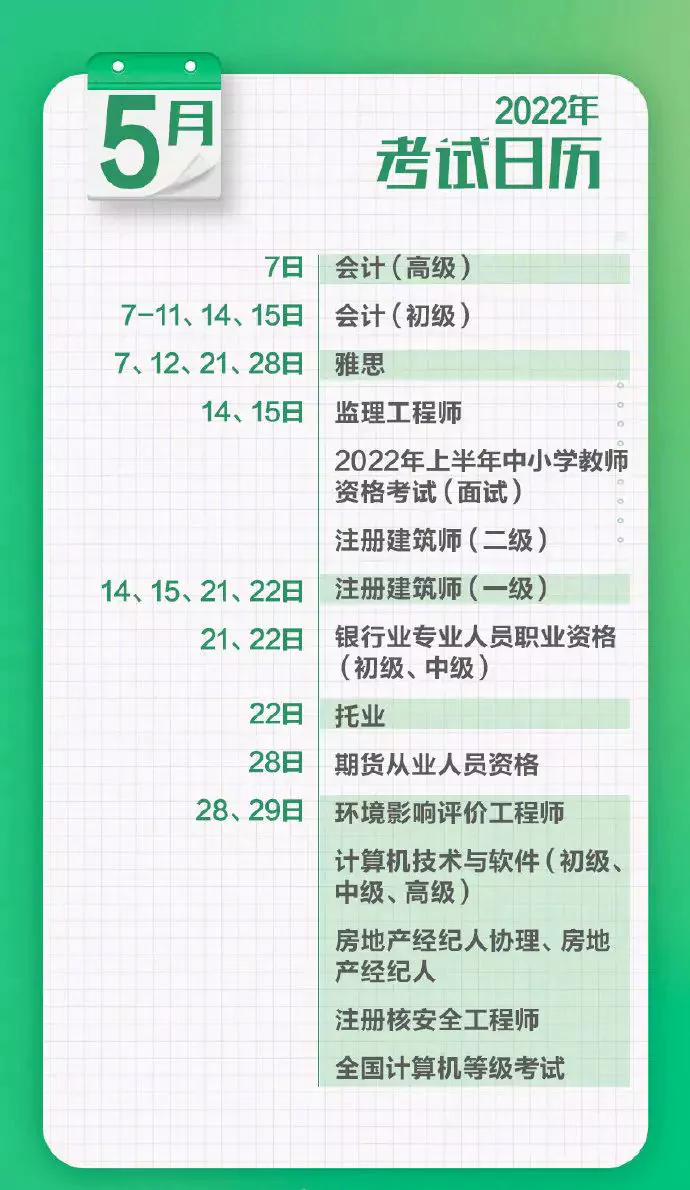 5月
2022年
考试日历
7日 会计（高级）
7-11、14、15日 会计（初级）
7、12、21、28日 雅思
14、15日 监理工程师
2022年上半年中小学教师
资格考试（面试）
注册建筑师（二级）
14、15、21、22日 注册建筑师（一级）
21、22日 银行业专业人员职业资格
（初级、中级）
22日 托业
28日 期货从业人员资格
28、29日 环境影响评价工程师
计算机技术与软件（初级、
中级、高级）
房地产经纪人协理、房地
产经纪人
注册核安全工程师
全国计算机等级考试